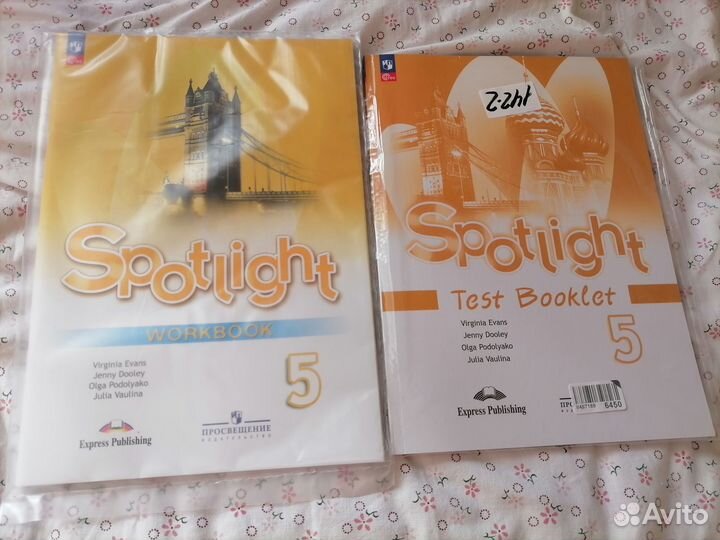 Spotlight
WORKBOOK
Virginia Evans
Jenny Dooley
Olga Podolyako
Julia Vaulina
5
Express Publishing
ПРОСВЕЩЕНИЕ
ИЗДАТЕЛЬСТВО
Spotlight
Test Booklet
Virginia Evans
Jenny Dooley
Olga Podolyako
Julia Vaulina
5
Express Publishing
6450
Avito